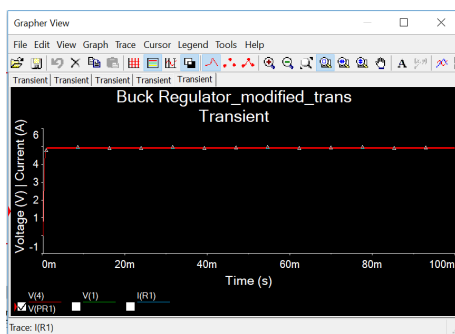 Grapher View
File Edit View Graph Trace Cursor Legend Tools Help
A
Transient Transient Transient Transient Transient
Buck Regulator_modified_trans
Transient
Voltage (V) | Current (A)
6
5
4
3
2
1
-1
0m 20m 40m 60m 80m 100m
Time (s)
V(4) V(1) I(R1)
V(PR1)
Trace: I(R1)